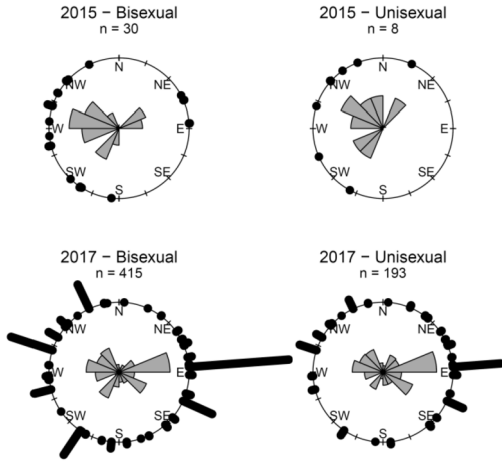 2015 − Bisexual
n = 30
N
NW
NE
W
E
SW
SE
S
2015 − Unisexual
n = 8
N
NW
NE
W
E
SW
SE
S
2017 − Bisexual
n = 415
N
NW
NE
W
E
SW
SE
S
2017 − Unisexual
n = 193
N
NW
NE
W
E
SW
SE
S